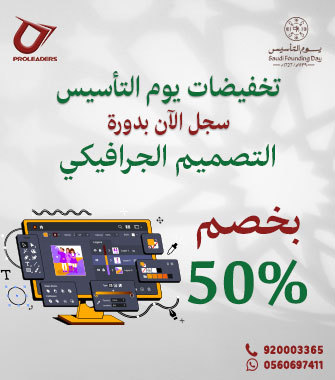 PROLEADERS
يوم التأسيس
Saudi Founding Day
تخفيضات يوم التأسيس
سجل الآن بدورة
التصميم الجرافيكي
بخصم
50%
T
920003365
0560697411